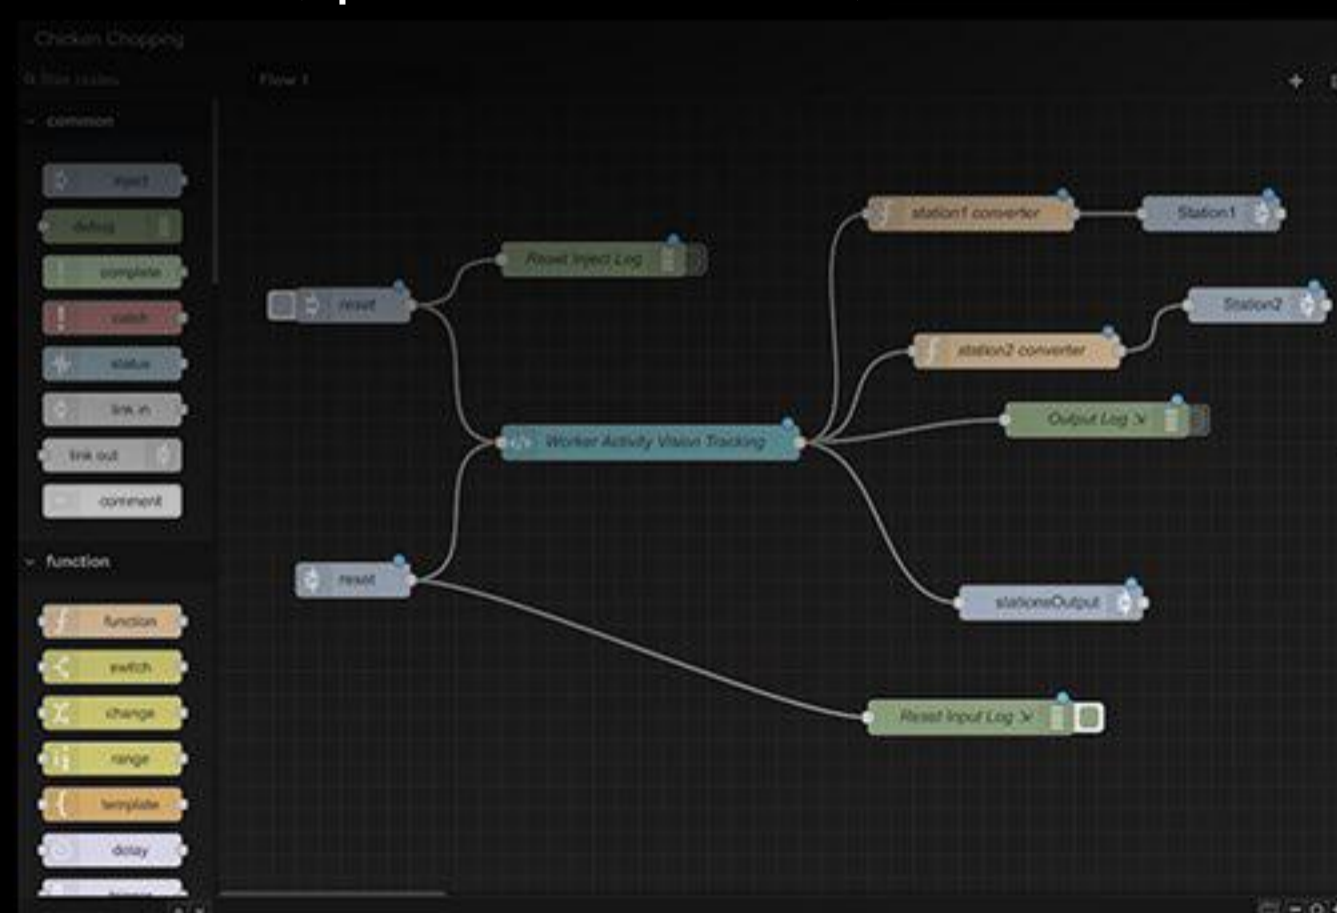 Chicken Chopping
filter nodes
Flow 1
common
inject
debug
complete
catch
status
link in
link out
comment
function
function
switch
change
range
template
delay
reset
Reset Inject Log
Worker Activity Vision Tracking
reset
station1 converter
Station1
station2 converter
Station2
Output Log
stationsOutput
Reset Input Log